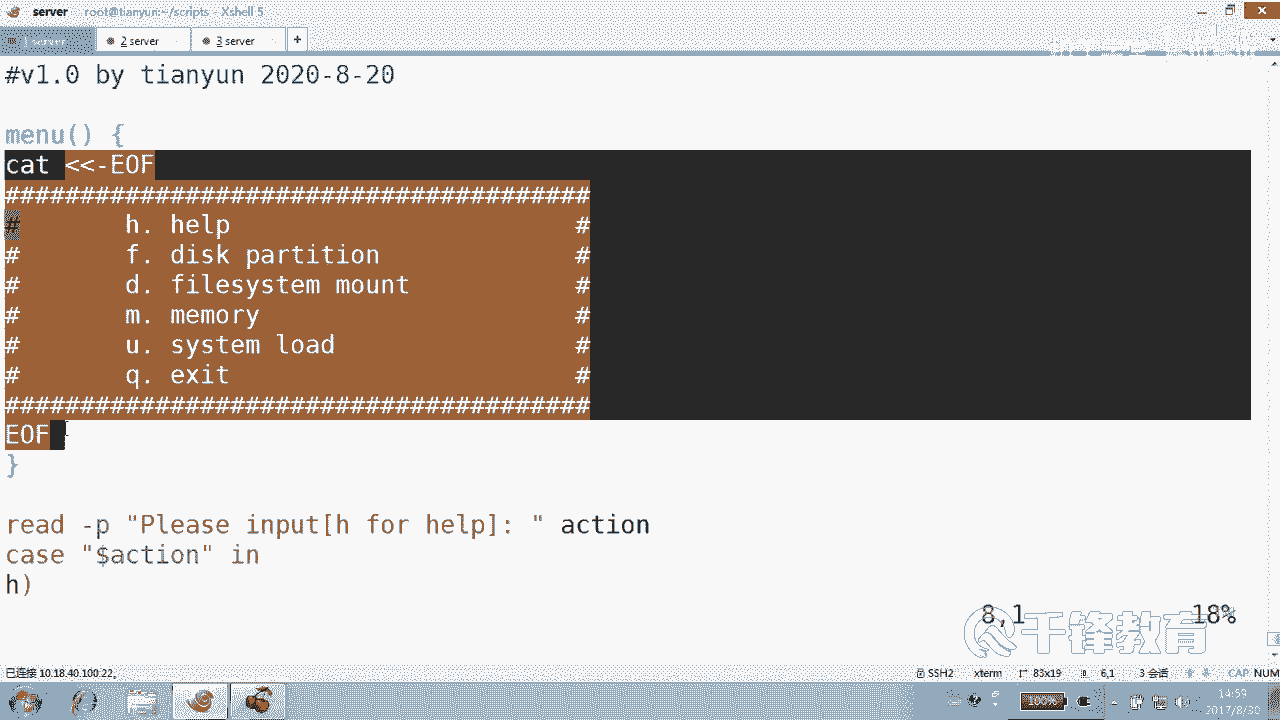 server root@tianyun:~/scripts - Xshell 5
1 server 2 server 3 server +
#v1.0 by tianyun 2020-8-20
menu() {
cat <<-EOF
#######################################
# h. help #
# f. disk partition #
# d. filesystem mount #
# m. memory #
# u. system load #
# q. exit #
#######################################
EOF
}
read -p "Please input[h for help]: " action
case "$action" in
h)
8,1 18%
千锋教育
已连接 10.18.40.100:22。 SSH2 xterm 83x19 6,1 3 会话 CAP NUM
100% 14:59
2017/8/30